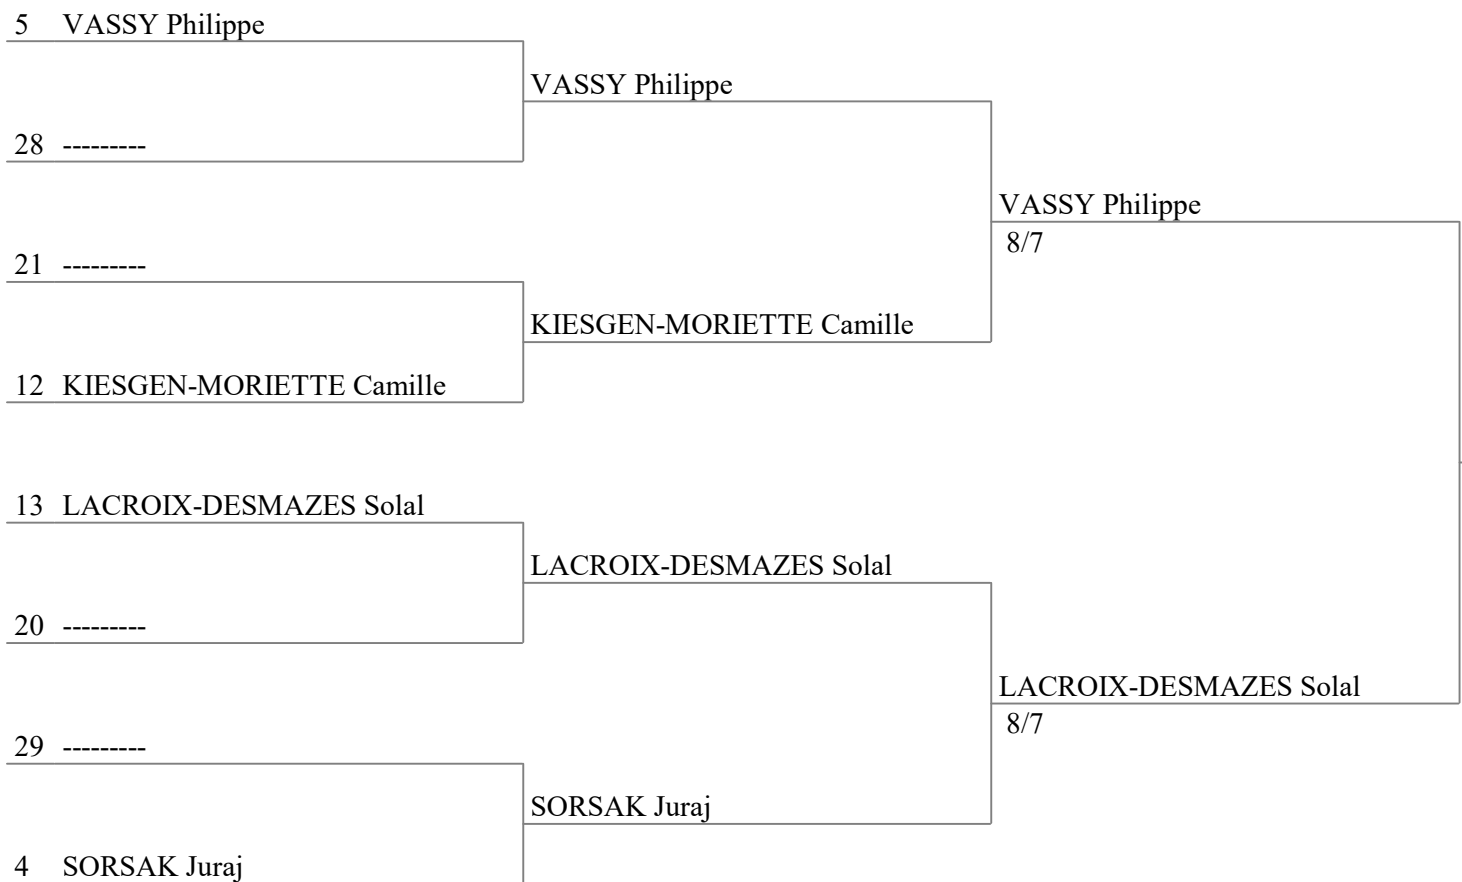 5 VASSY Philippe
VASSY Philippe
28 ---------
VASSY Philippe
8/7
21 ---------
KIESGEN-MORIETTE Camille
12 KIESGEN-MORIETTE Camille
13 LACROIX-DESMAZES Solal
LACROIX-DESMAZES Solal
20 ---------
LACROIX-DESMAZES Solal
8/7
29 ---------
SORSAK Juraj
4 SORSAK Juraj